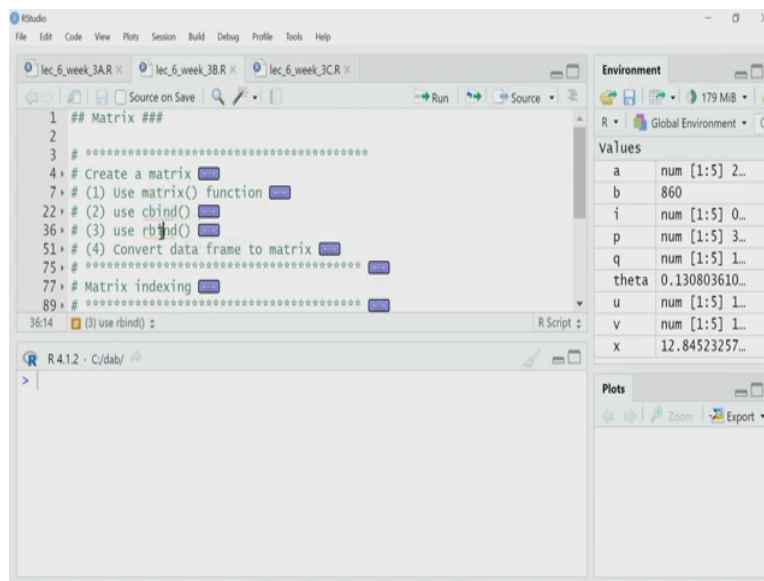 RStudio
File Edit Code View Plots Session Build Debug Profile Tools Help
lec_6_week_3A.R × lec_6_week_3B.R × lec_6_week_3C.R ×
Source on Save Run Source
1 ## Matrix ###
2
3 # ****************************************
4 # Create a matrix
7 # (1) Use matrix() function
22 # (2) use cbind()
36 # (3) use rbind()
51 # (4) Convert data frame to matrix
75 # ***************************************
77 # Matrix indexing
89 # ***************************************
36:14 (3) use rbind() R Script
R 4.1.2 · C:/dab/
>
Environment
179 MiB
R Global Environment
Values
a num [1:5] 2...
b 860
i num [1:5] 0...
p num [1:5] 3...
q num [1:5] 1...
theta 0.130803610...
u num [1:5] 1...
v num [1:5] 1...
x 12.84523257...
Plots
Zoom Export